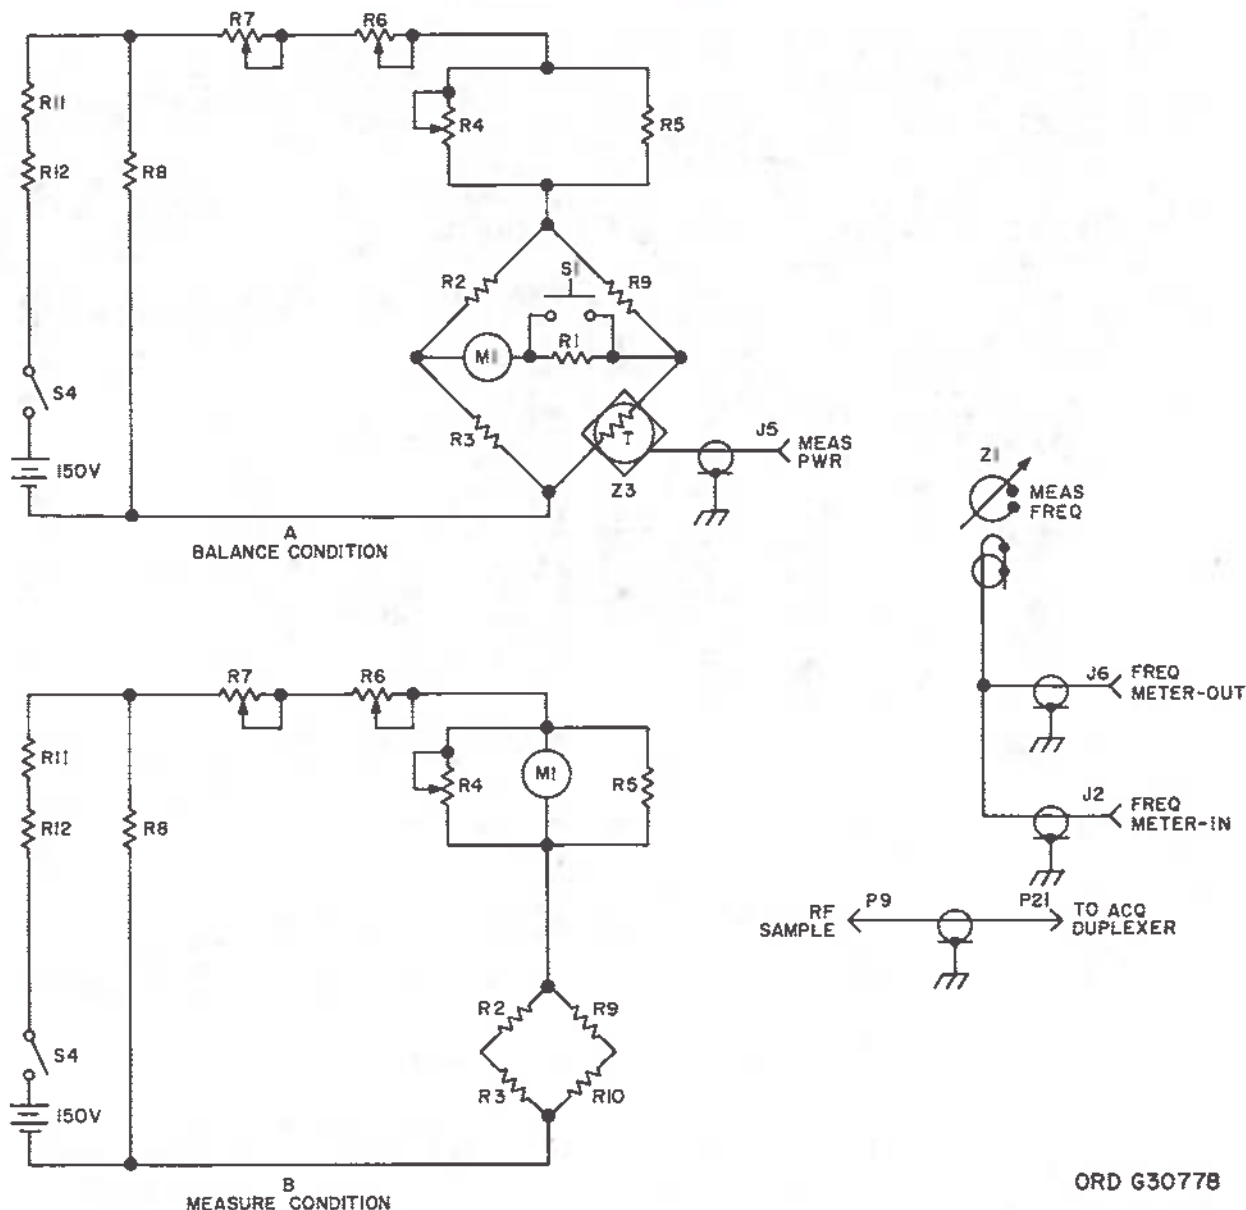 R7
R6
R11
R4
R5
R12
R8
S1
R2
R9
M1
R1
S4
R3
T
J5
MEAS
PWR
150V
Z3
A
BALANCE CONDITION
Z1
MEAS
FREQ
R7
R6
J6
FREQ
METER-OUT
R11
R4
M1
R5
R12
R8
J2
FREQ
METER-IN
RF
SAMPLE
P9
P21
TO ACQ
DUPLEXER
R2
R9
S4
R3
R10
150V
B
MEASURE CONDITION
ORD G30778